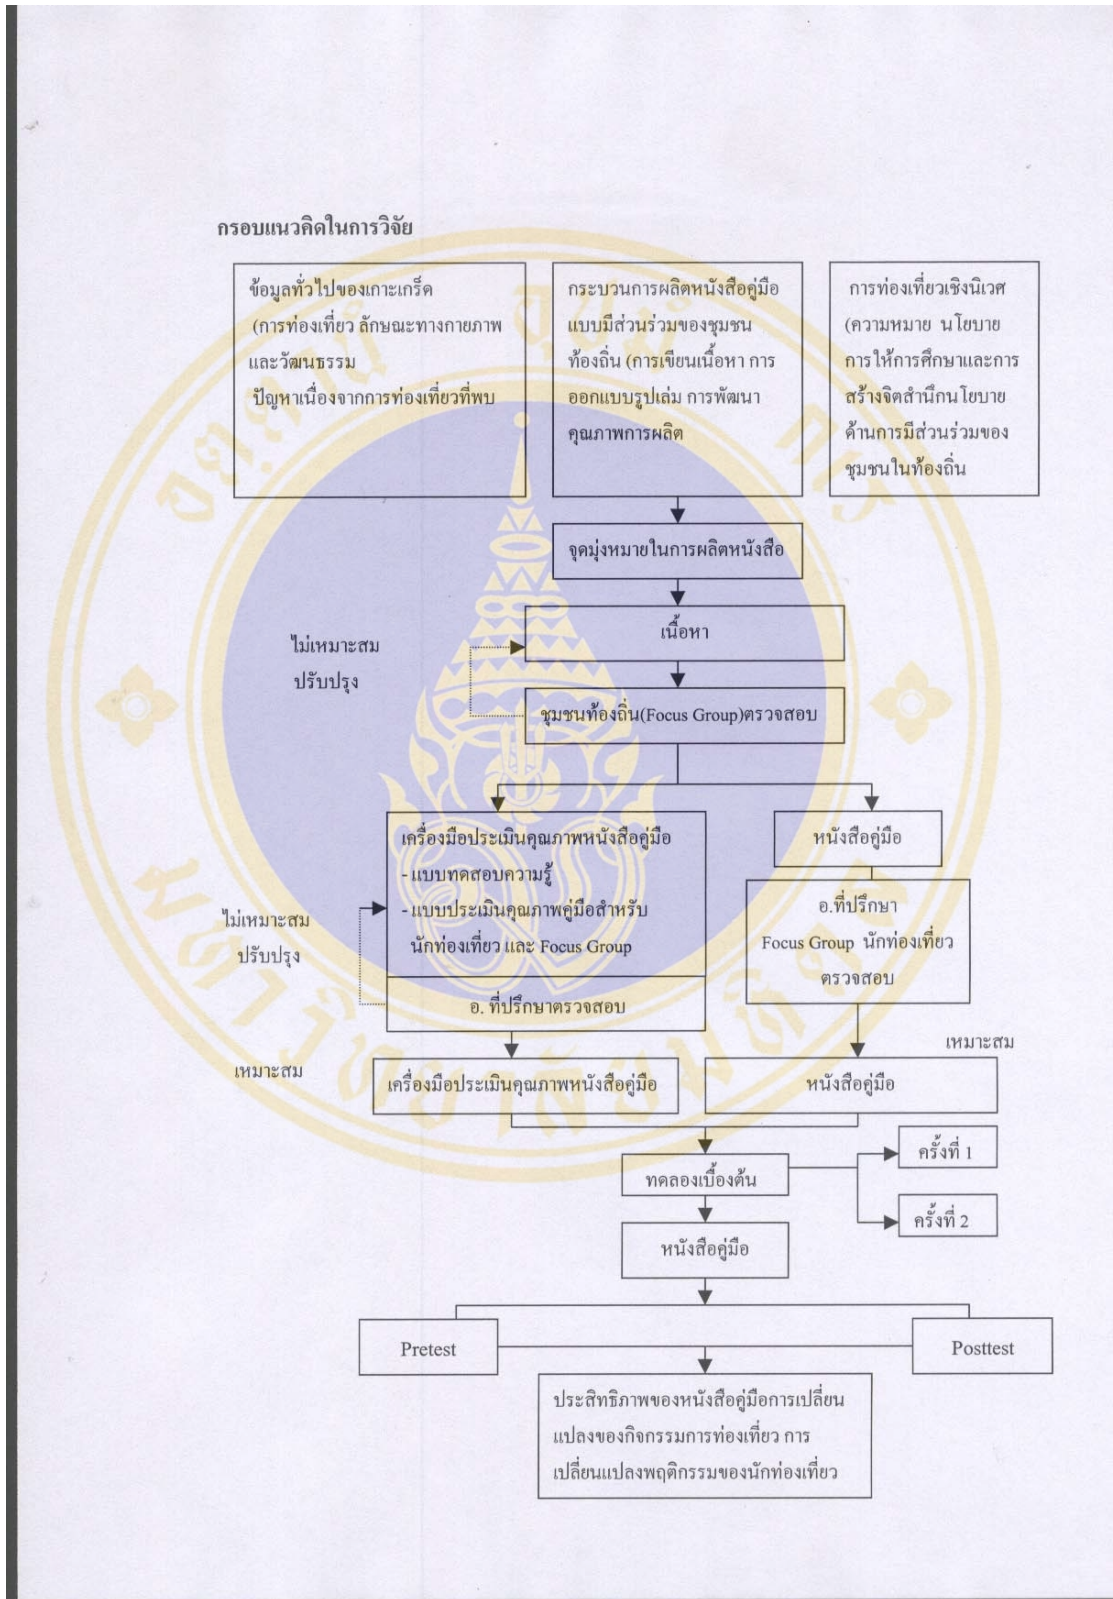 กรอบแนวคิดในการวิจัย
ข้อมูลทั่วไปของเกาะเกร็ด
(การท่องเที่ยว ลักษณะทางกายภาพ
และวัฒนธรรม
ปัญหาเนื่องจากการท่องเที่ยวที่พบ
กระบวนการผลิตหนังสือคู่มือ
แบบมีส่วนร่วมของชุมชน
ท้องถิ่น (การเขียนเนื้อหา การ
ออกแบบรูปเล่ม การพัฒนา
คุณภาพการผลิต
การท่องเที่ยวเชิงนิเวศ
(ความหมาย นโยบาย
การให้การศึกษาและการ
สร้างจิตสำนึกนโยบาย
ด้านการมีส่วนร่วมของ
ชุมชนในท้องถิ่น
จุดมุ่งหมายในการผลิตหนังสือ
เนื้อหา
ไม่เหมาะสม
ปรับปรุง
ชุมชนท้องถิ่น(Focus Group)ตรวจสอบ
เครื่องมือประเมินคุณภาพหนังสือคู่มือ
- แบบทดสอบความรู้
- แบบประเมินคุณภาพคู่มือสำหรับ
นักท่องเที่ยว และ Focus Group
อ. ที่ปรึกษาตรวจสอบ
ไม่เหมาะสม
ปรับปรุง
หนังสือคู่มือ
อ.ที่ปรึกษา
Focus Group นักท่องเที่ยว
ตรวจสอบ
เหมาะสม
เหมาะสม
เครื่องมือประเมินคุณภาพหนังสือคู่มือ
หนังสือคู่มือ
ทดลองเบื้องต้น
ครั้งที่ 1
ครั้งที่ 2
หนังสือคู่มือ
Pretest
Posttest
ประสิทธิภาพของหนังสือคู่มือการเปลี่ยน
แปลงของกิจกรรมการท่องเที่ยว การ
เปลี่ยนแปลงพฤติกรรมของนักท่องเที่ยว
มหาวิทยาลัยมหิดล